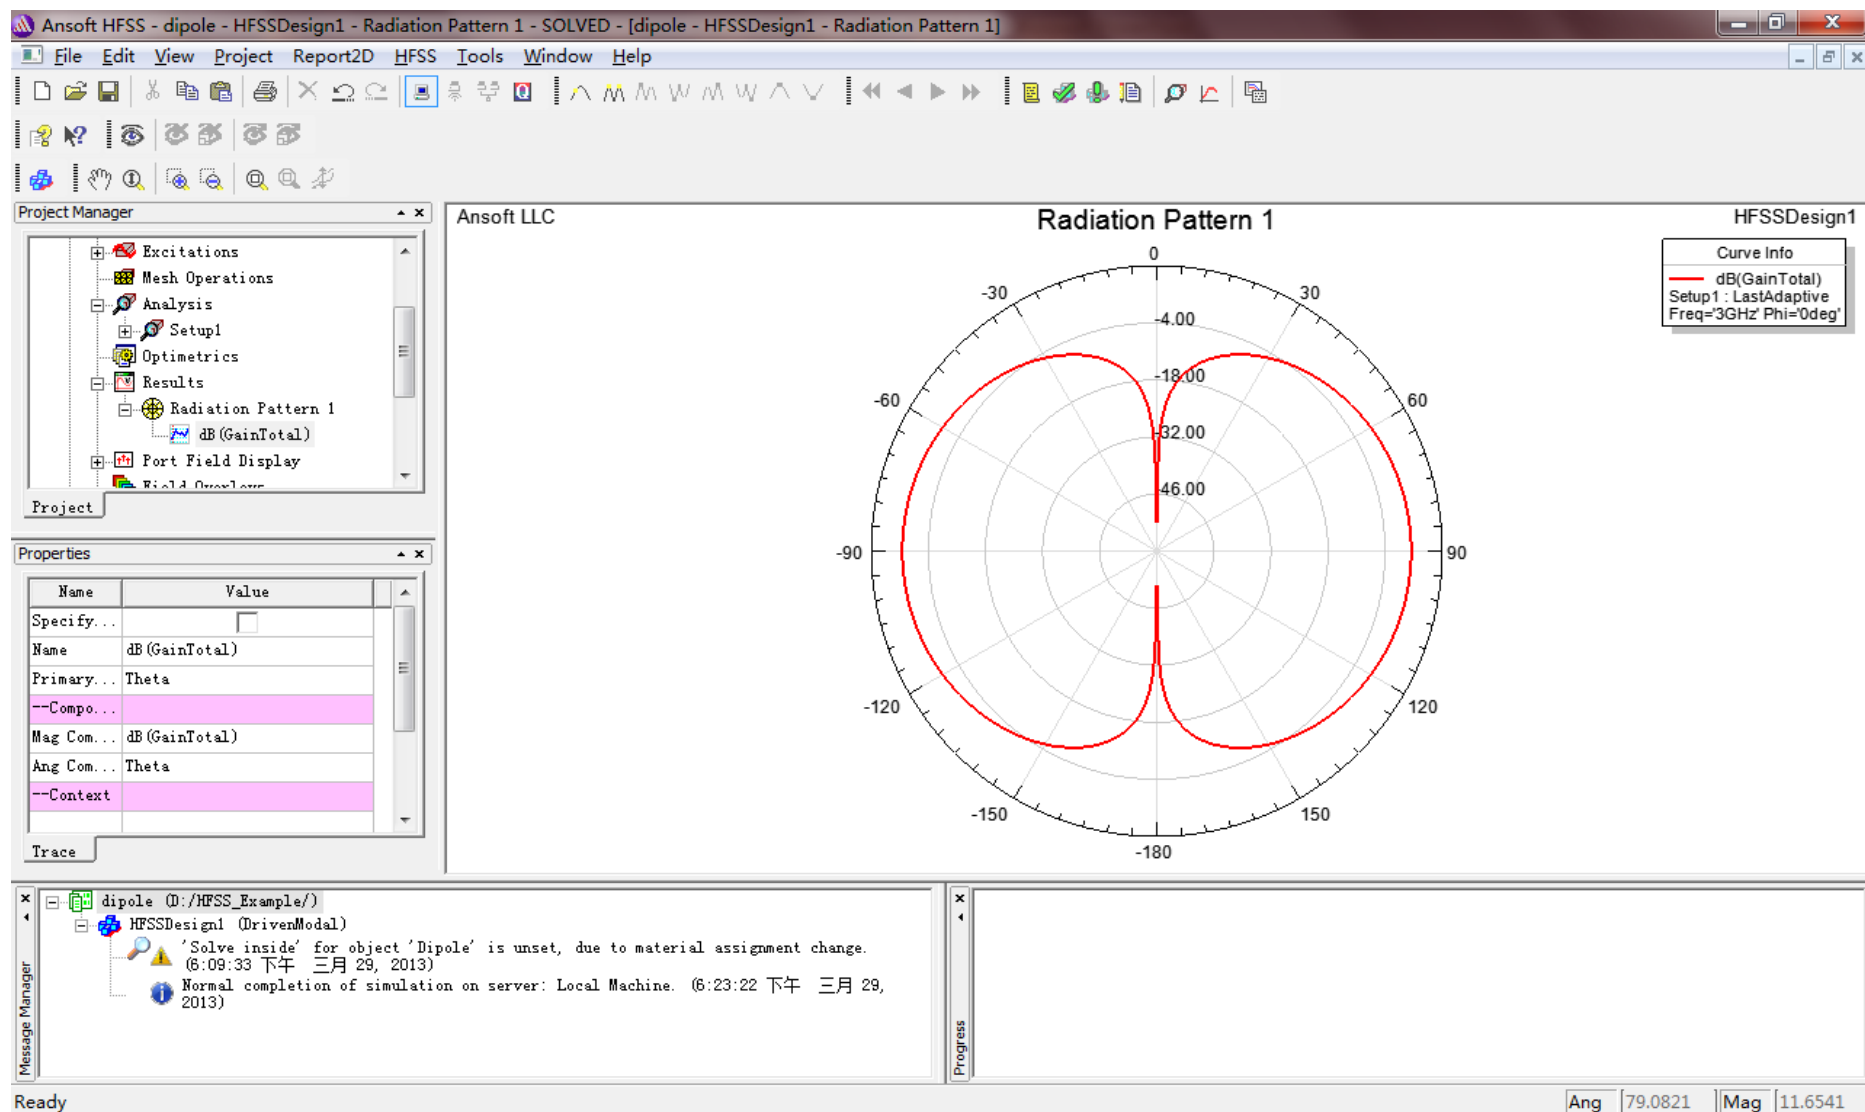 Ansoft HFSS - dipole - HFSSDesign1 - Radiation Pattern 1 - SOLVED - [dipole - HFSSDesign1 - Radiation Pattern 1]
File Edit View Project Report2D HFSS Tools Window Help
Project Manager
Excitations
Mesh Operations
Analysis
Setup1
Optimetrics
Results
Radiation Pattern 1
dB(GainTotal)
Port Field Display
Field Overlays
Project
Properties
Name Value
Specify...
Name dB(GainTotal)
Primary... Theta
--Compo...
Mag Com... dB(GainTotal)
Ang Com... Theta
--Context
Trace
Ansoft LLC
Radiation Pattern 1
HFSSDesign1
Curve Info
dB(GainTotal)
Setup1 : LastAdaptive
Freq='3GHz' Phi='0deg'
0
-30
30
-4.00
-18.00
-60
60
-32.00
-46.00
-90
90
-120
120
-150
150
-180
Message Manager
dipole (D:/HFSS_Example/)
HFSSDesign1 (DrivenModal)
'Solve inside' for object 'Dipole' is unset, due to material assignment change.
(6:09:33 下午 三月 29, 2013)
Normal completion of simulation on server: Local Machine. (6:23:22 下午 三月 29,
2013)
Progress
Ready
Ang 79.0821 Mag 11.6541